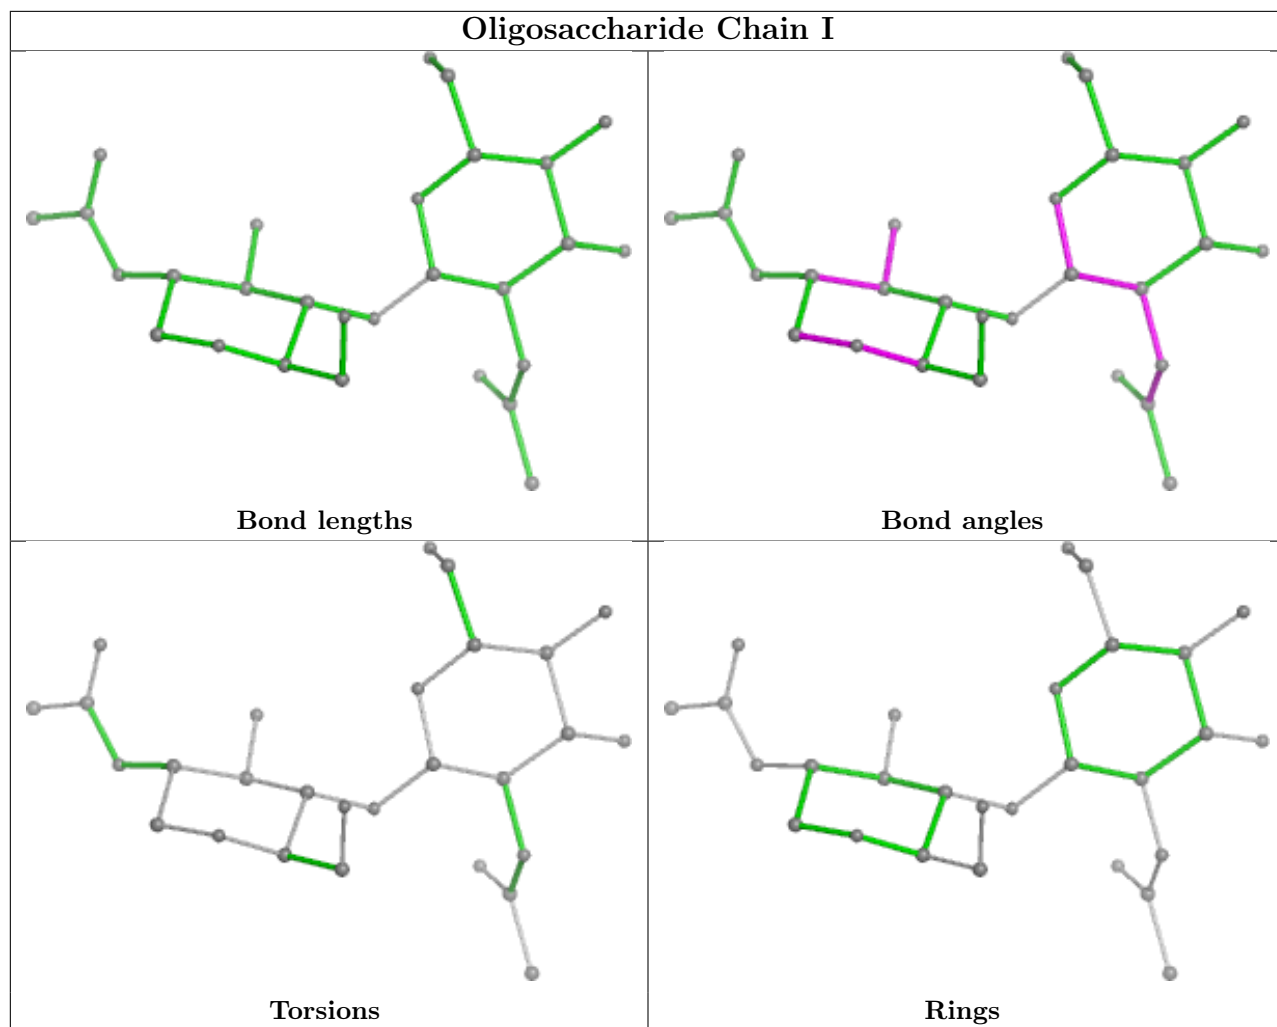 Oligosaccharide Chain I
Bond lengths
Bond angles
Torsions
Rings